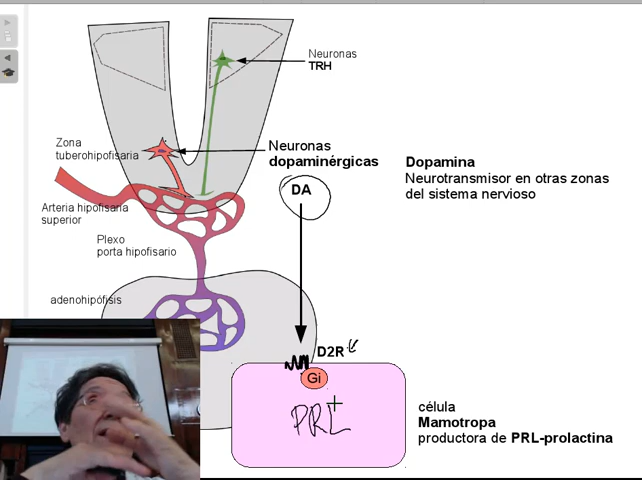 Neuronas
TRH
Zona
tuberohipofisaria
Neuronas
dopaminérgicas
Dopamina
Neurotransmisor en otras zonas
del sistema nervioso
DA
Arteria hipofisaria
superior
Plexo
porta hipofisario
adenohipófisis
D2R
Gi
PRL
célula
Mamotropa
productora de PRL-prolactina